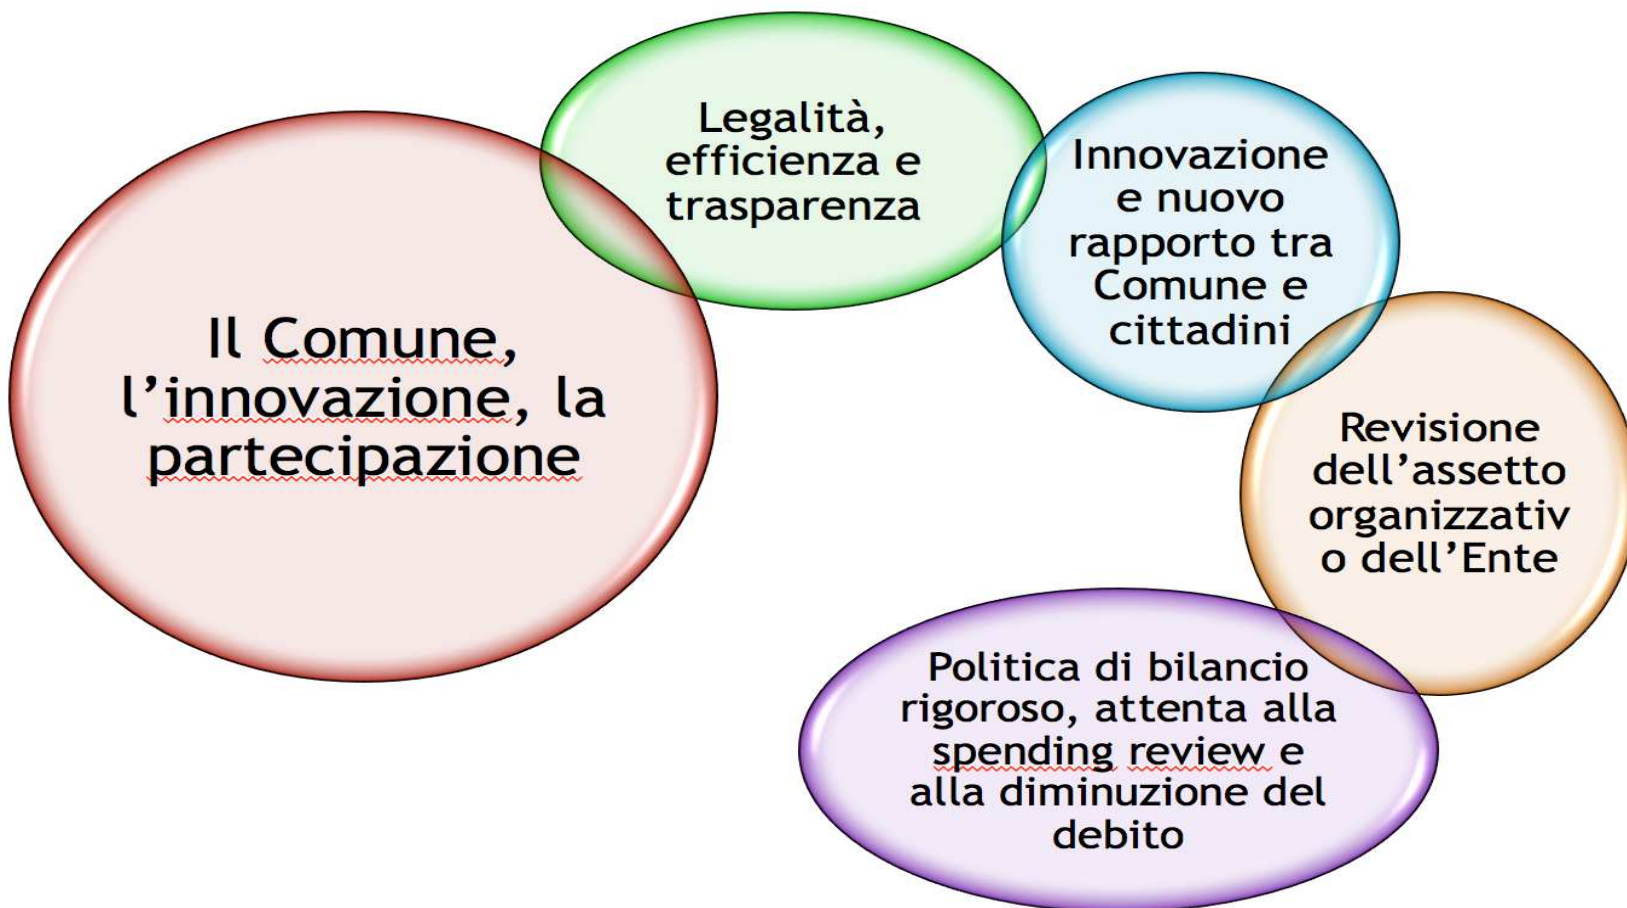 Il Comune,
l’innovazione, la
partecipazione
Legalità,
efficienza e
trasparenza
Innovazione
e nuovo
rapporto tra
Comune e
cittadini
Revisione
dell’assetto
organizzativ
o dell’Ente
Politica di bilancio
rigoroso, attenta alla
spending review e
alla diminuzione del
debito